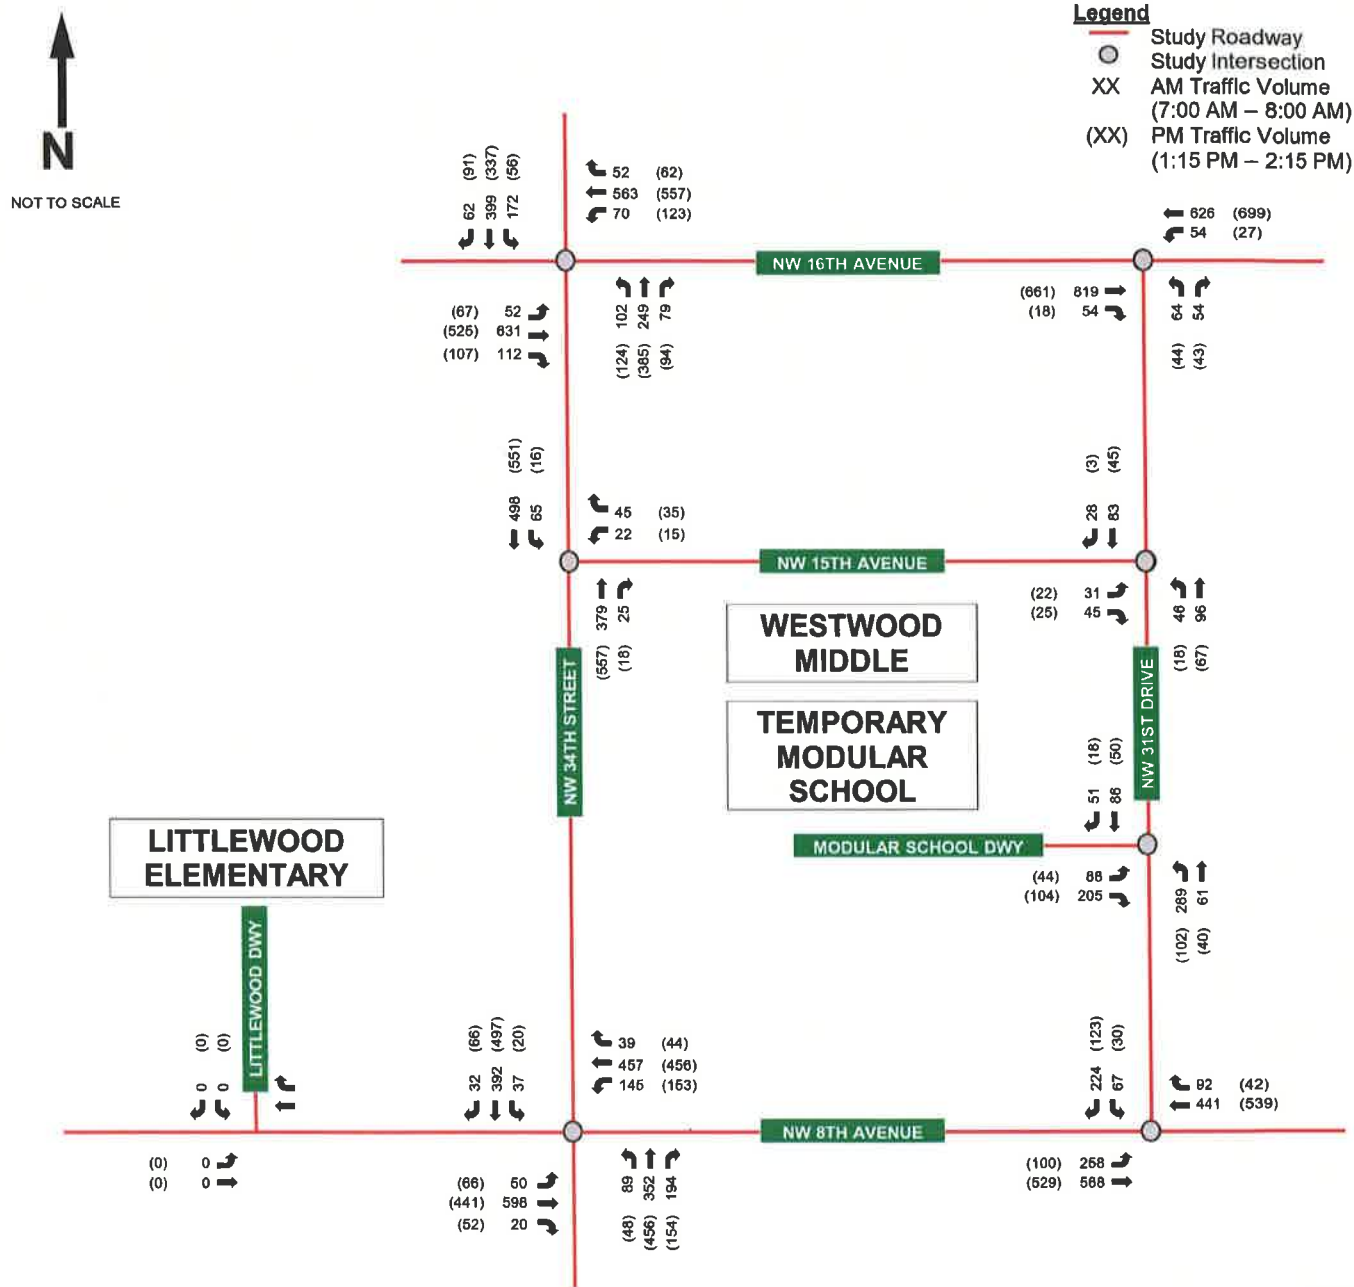 Legend
Study Roadway
Study Intersection
XX AM Traffic Volume
(7:00 AM – 8:00 AM)
(XX) PM Traffic Volume
(1:15 PM – 2:15 PM)
N
NOT TO SCALE
(91) (337) (56)
62 399 172
52 (62)
563 (557)
70 (123)
626 (699)
54 (27)
NW 16TH AVENUE
(67) 52
(525) 631
(107) 112
102 249 79
(124) (385) (94)
(661) 819
(18) 54
64 54
(44) (43)
(551) (16)
498 65
45 (35)
22 (15)
(3) (45)
28 83
NW 15TH AVENUE
379 25
(557) (18)
(22) 31
(25) 45
46 96
(18) (67)
WESTWOOD
MIDDLE
TEMPORARY
MODULAR
SCHOOL
NW 34TH STREET
NW 31ST DRIVE
(18) (50)
51 86
MODULAR SCHOOL DWY
(44) 88
(104) 205
289 61
(102) (40)
LITTLEWOOD
ELEMENTARY
LITTLEWOOD DWY
(0) (0)
0 0
(66) (497) (20)
32 392 37
39 (44)
457 (456)
145 (153)
(123) (30)
224 67
92 (42)
441 (539)
NW 8TH AVENUE
(0) 0
(0) 0
(66) 50
(441) 598
(52) 20
89 352 194
(48) (456) (154)
(100) 258
(529) 568